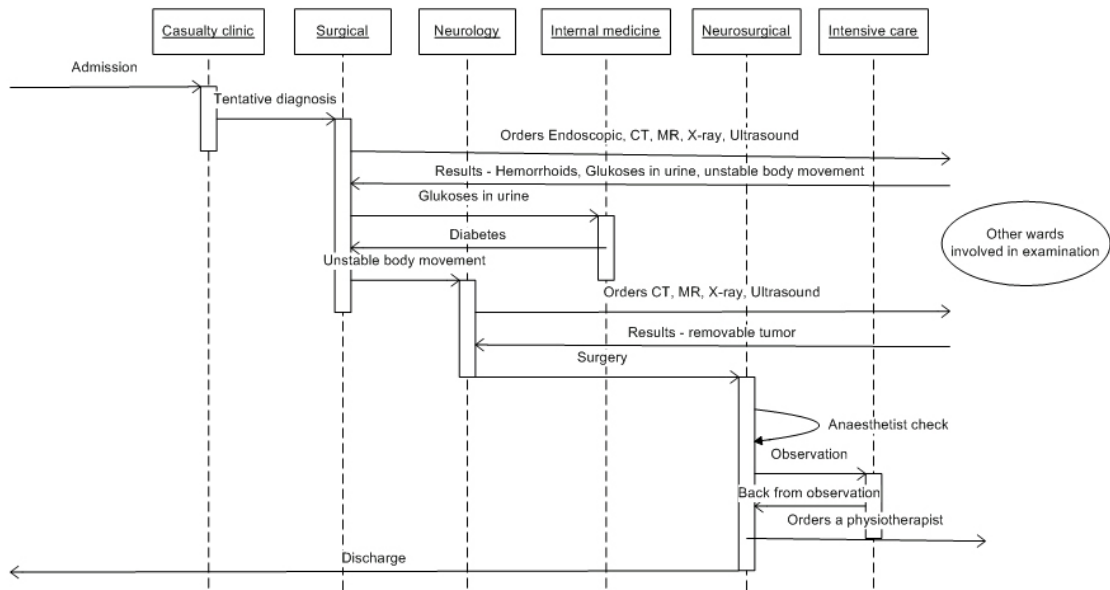 Casualty clinic
Surgical
Neurology
Internal medicine
Neurosurgical
Intensive care
Admission
Tentative diagnosis
Orders Endoscopic, CT, MR, X-ray, Ultrasound
Results - Hemorrhoids, Glukoses in urine, unstable body movement
Glukoses in urine
Other wards
involved in examination
Diabetes
Unstable body movement
Orders CT, MR, X-ray, Ultrasound
Results - removable tumor
Surgery
Anaesthetist check
Observation
Back from observation
Orders a physiotherapist
Discharge